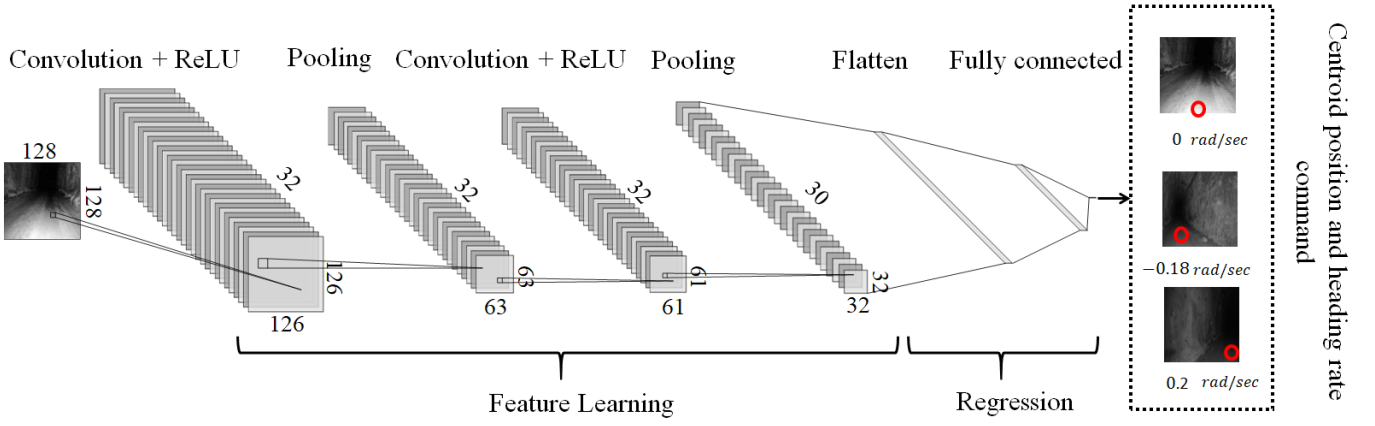 Convolution + ReLU
Pooling
Convolution + ReLU
Pooling
Flatten
Fully connected
128
128
32
126
126
32
63
63
32
61
61
30
32
32
Feature Learning
Regression
0 rad/sec
−0.18 rad/sec
0.2 rad/sec
Centroid position and heading rate
command